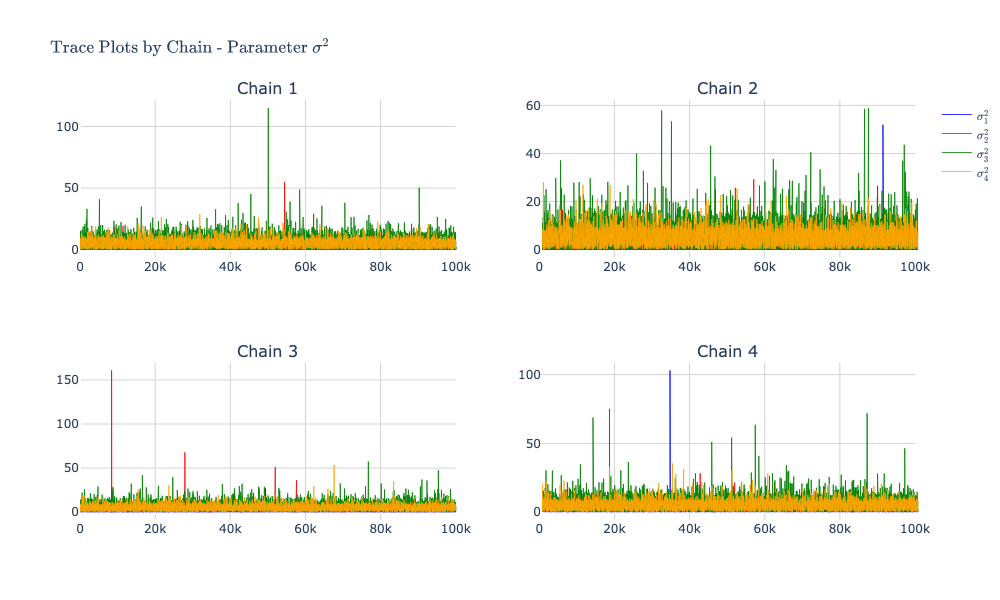 Trace Plots by Chain - Parameter σ²
Chain 1
100
50
0
0 20k 40k 60k 80k 100k
Chain 2
60
40
20
0
0 20k 40k 60k 80k 100k
σ₁²
σ₂²
σ₃²
σ₄²
Chain 3
150
100
50
0
0 20k 40k 60k 80k 100k
Chain 4
100
50
0
0 20k 40k 60k 80k 100k